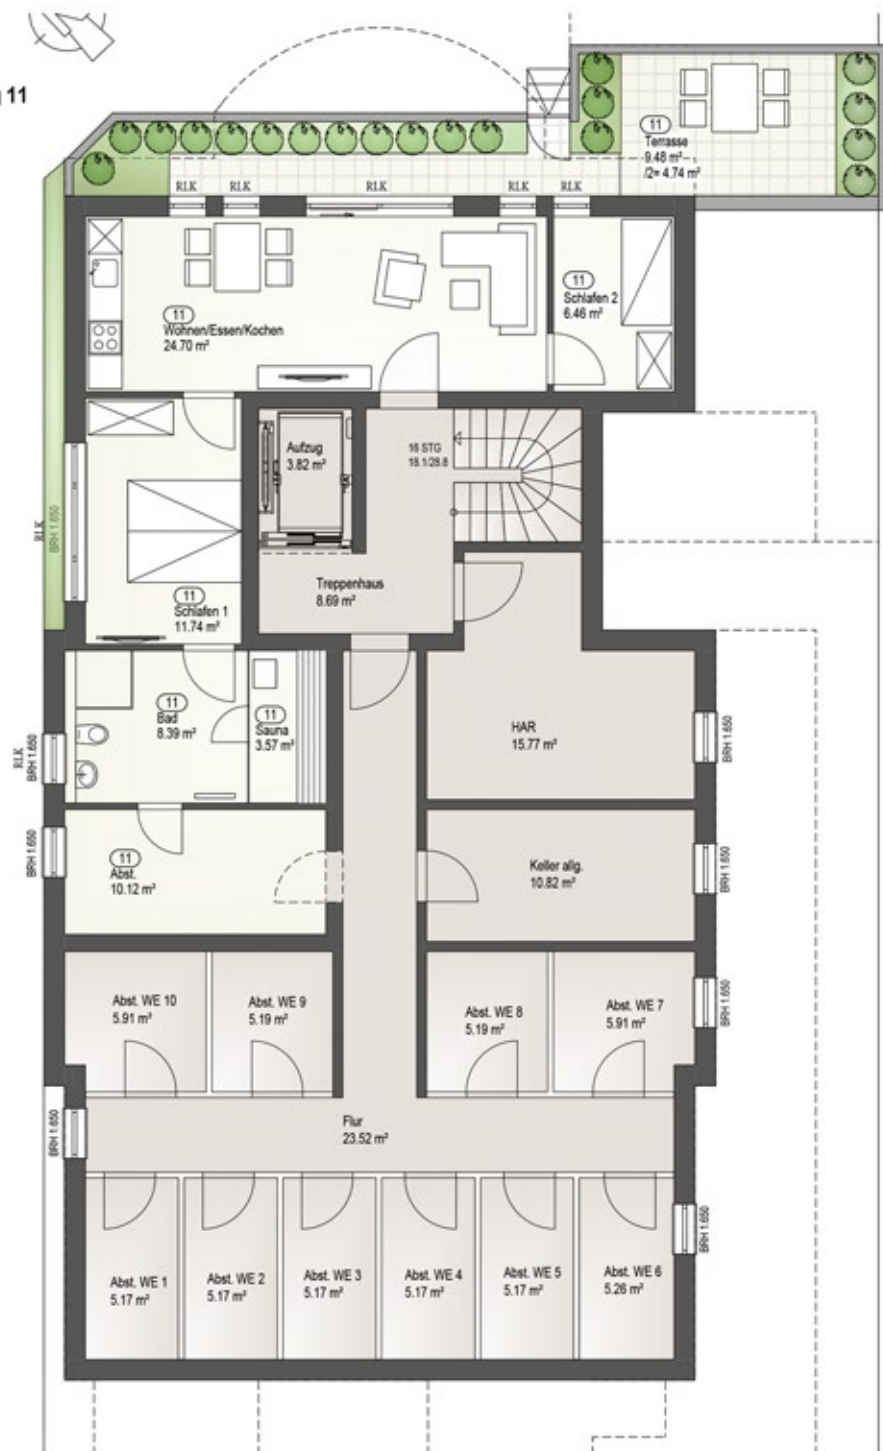 11
RLK
RLK
RLK
RLK
RLK
11
Terrasse
9.48 m²
/2= 4.74 m²
11
Wohnen/Essen/Kochen
24.70 m²
11
Schlafen 2
6.46 m²
Aufzug
3.82 m²
16 STG
18.1/28.8
RLK
BRH 1.650
11
Schlafen 1
11.74 m²
Treppenhaus
8.69 m²
11
Bad
8.39 m²
11
Sauna
3.57 m²
HAR
15.77 m²
BRH 1.650
RLK
BRH 1.650
BRH 1.650
11
Abst.
10.12 m²
Keller allg.
10.82 m²
BRH 1.650
Abst. WE 10
5.91 m²
Abst. WE 9
5.19 m²
Abst. WE 8
5.19 m²
Abst. WE 7
5.91 m²
BRH 1.650
BRH 1.650
Flur
23.52 m²
BRH 1.650
Abst. WE 1
5.17 m²
Abst. WE 2
5.17 m²
Abst. WE 3
5.17 m²
Abst. WE 4
5.17 m²
Abst. WE 5
5.17 m²
Abst. WE 6
5.26 m²